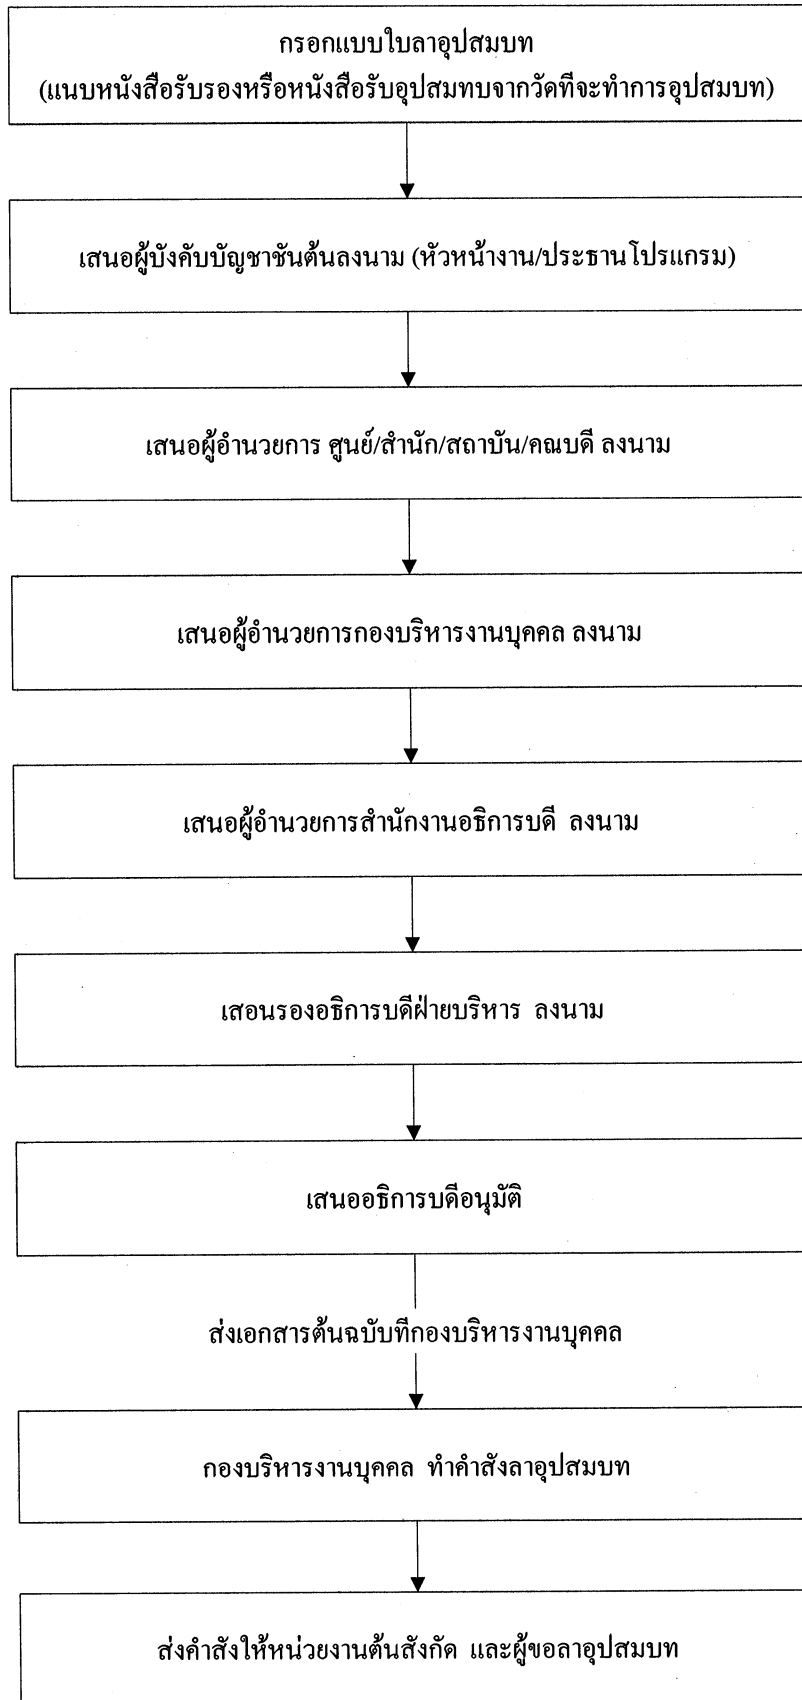 กรอกแบบใบลาอุปสมบท
(แนบหนังสือรับรองหรือหนังสือรับอุปสมทบจากวัดที่จะทำการอุปสมบท)
เสนอผู้บังคับบัญชาชั้นต้นลงนาม (หัวหน้างาน/ประธานโปรแกรม)
เสนอผู้อำนวยการ ศูนย์/สำนัก/สถาบัน/คณบดี ลงนาม
เสนอผู้อำนวยการกองบริหารงานบุคคล ลงนาม
เสนอผู้อำนวยการสำนักงานอธิการบดี ลงนาม
เสอนรองอธิการบดีฝ่ายบริหาร ลงนาม
เสนออธิการบดีอนุมัติ
ส่งเอกสารต้นฉบับที่กองบริหารงานบุคคล
กองบริหารงานบุคคล ทำคำสั่งลาอุปสมบท
ส่งคำสั่งให้หน่วยงานต้นสังกัด และผู้ขอลาอุปสมบท